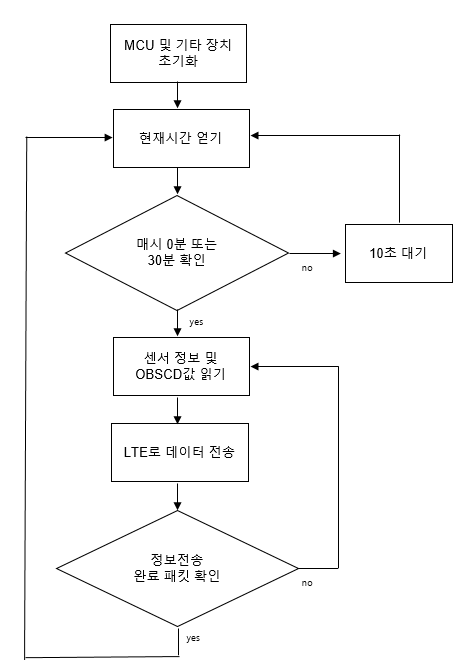 MCU 및 기타 장치
초기화
현재시간 얻기
매시 0분 또는
30분 확인
no
10초 대기
yes
센서 정보 및
OBSCD값 읽기
LTE로 데이터 전송
정보전송
완료 패킷 확인
no
yes